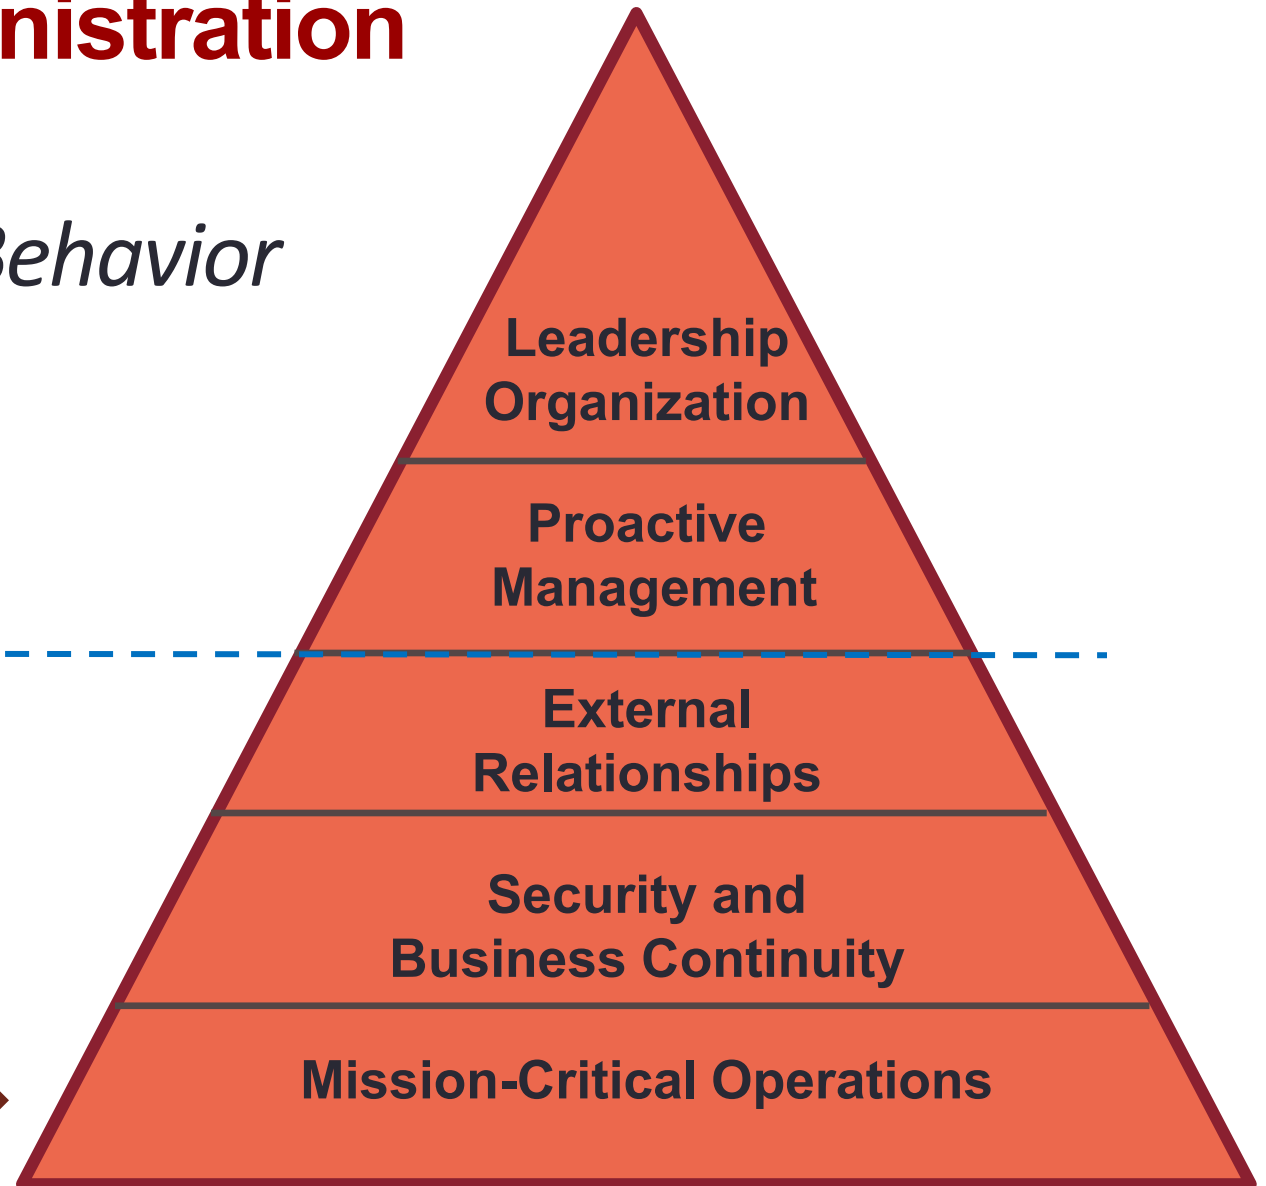 nistration
Behavior
Leadership
Organization
Proactive
Management
External
Relationships
Security and
Business Continuity
Mission-Critical Operations